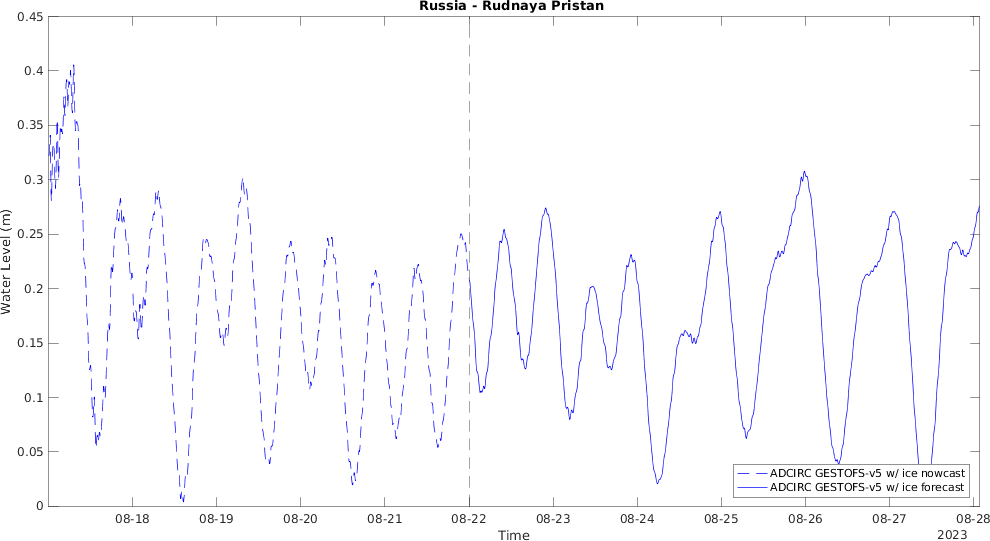 Russia - Rudnaya Pristan
0.45
0.4
0.35
0.3
0.25
0.2
0.15
0.1
0.05
0
Water Level (m)
ADCIRC GESTOFS-v5 w/ ice nowcast
ADCIRC GESTOFS-v5 w/ ice forecast
08-18 08-19 08-20 08-21 08-22 08-23 08-24 08-25 08-26 08-27 08-28
Time
2023